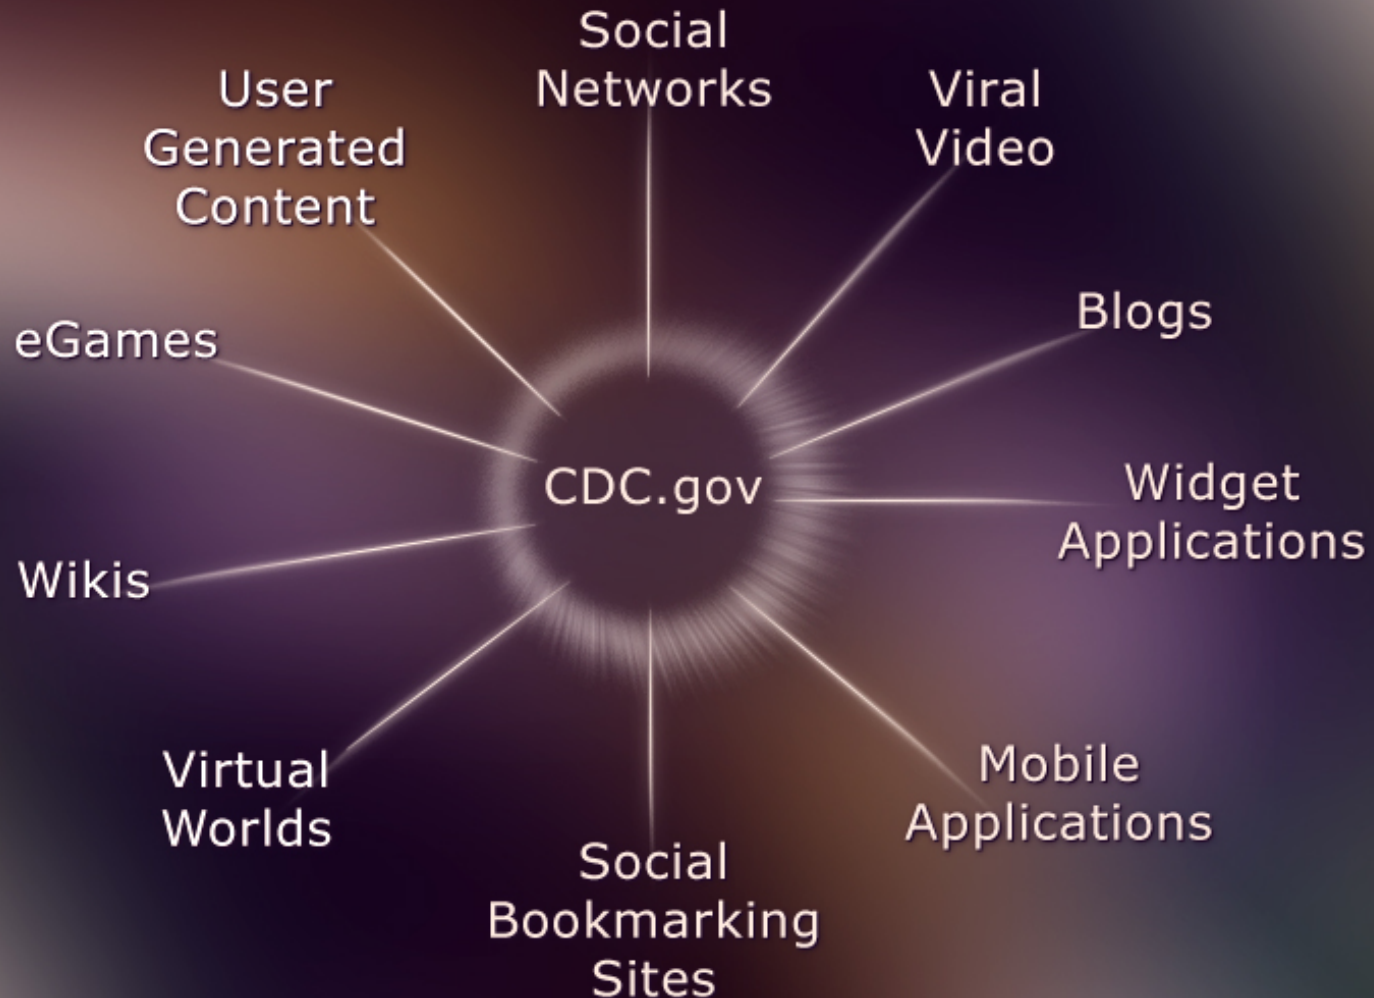 Social
Networks
User
Generated
Content
Viral
Video
Blogs
eGames
CDC.gov
Widget
Applications
Wikis
Virtual
Worlds
Mobile
Applications
Social
Bookmarking
Sites